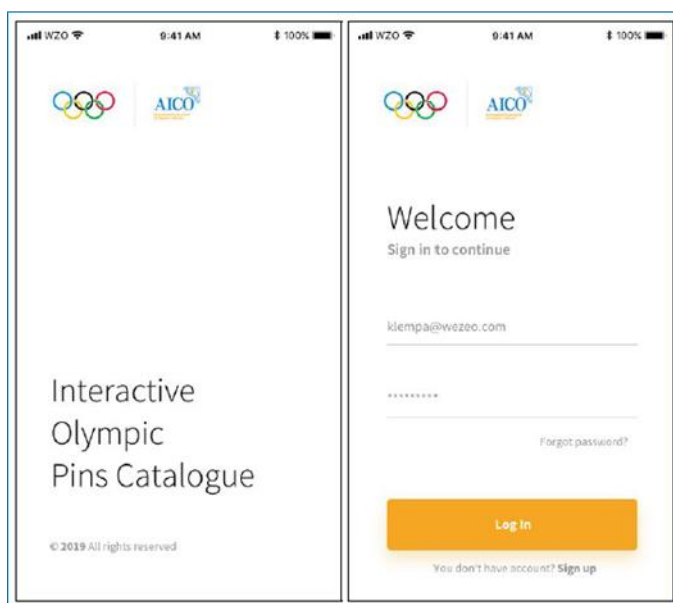 WZO 9:41 AM 100%
AICO
Interactive
Olympic
Pins Catalogue
© 2019 All rights reserved
WZO 9:41 AM 100%
AICO
Welcome
Sign in to continue
klempa@wezeo.com
Forgot password?
Log In
You don't have account? Sign up